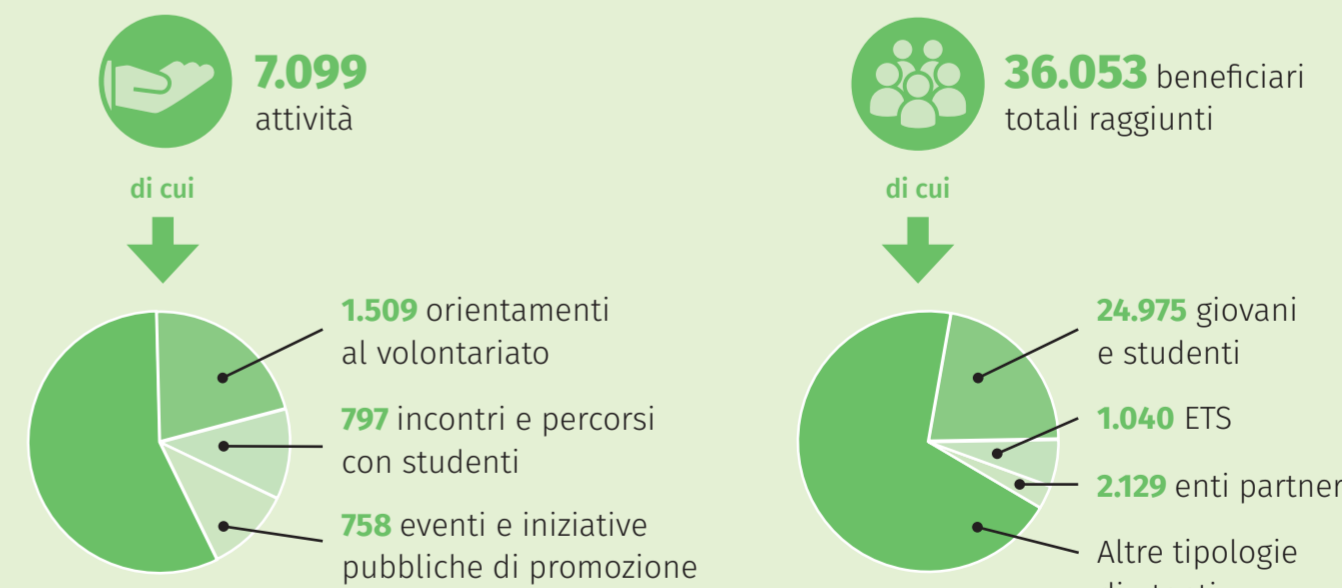 7.099
attività
di cui
1.509 orientamenti
al volontariato
797 incontri e percorsi
con studenti
758 eventi e iniziative
pubbliche di promozione
36.053 beneficiari
totali raggiunti
di cui
24.975 giovani
e studenti
1.040 ETS
2.129 enti partner
Altre tipologie